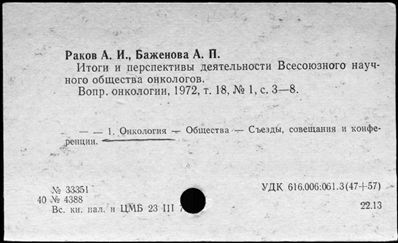 Раков А. И., Баженова А. П.
Итоги и перспективы деятельности Всесоюзного науч-
ного общества онкологов.
Вопр. онкологии, 1972, т. 18, № 1, с. 3—8.
— — 1. Онкология — Общества — Съезды, совещания и конфе-
ренции.
№ 33351
УДК 616.006:061.3(47+57)
40 № 4388
Вс. кн. пал. и ЦМБ 23 III
22.13